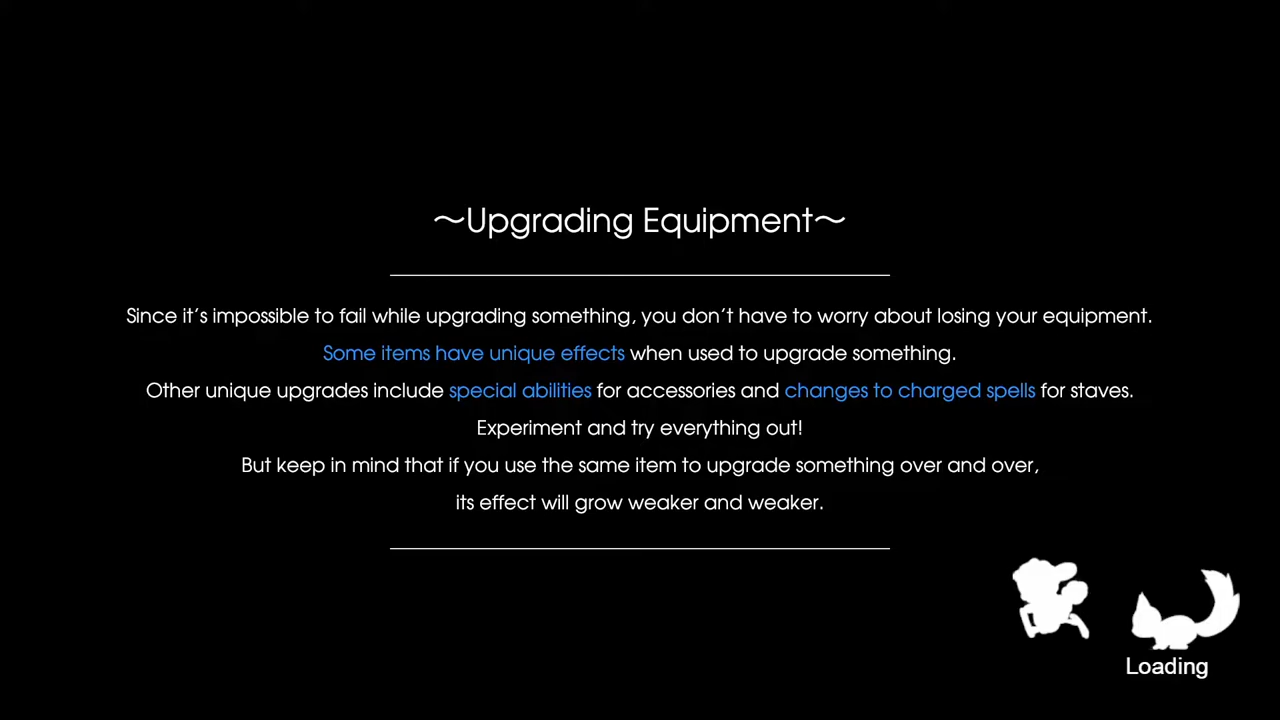 ～Upgrading Equipment～
Since it's impossible to fail while upgrading something, you don't have to worry about losing your equipment.
Some items have unique effects when used to upgrade something.
Other unique upgrades include special abilities for accessories and changes to charged spells for staves.
Experiment and try everything out!
But keep in mind that if you use the same item to upgrade something over and over,
its effect will grow weaker and weaker.
Loading